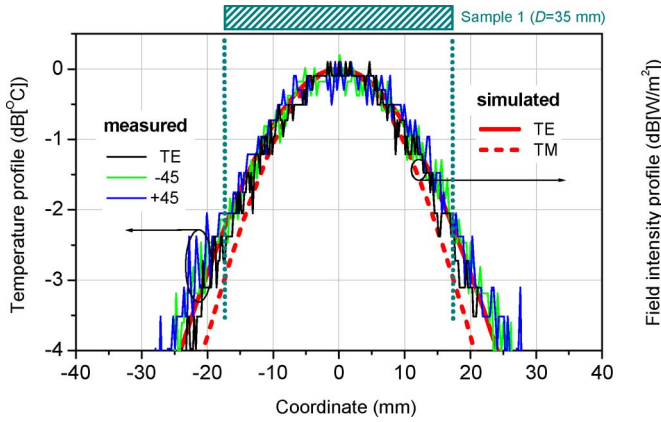 Sample 1 (D=35 mm)
0
-1
-2
-3
-4
Temperature profile (dB[°C)
measured
TE
-45
+45
simulated
TE
TM
Field intensity profile (dB[W/m²)
-40 -30 -20 -10 0 10 20 30 40
Coordinate (mm)